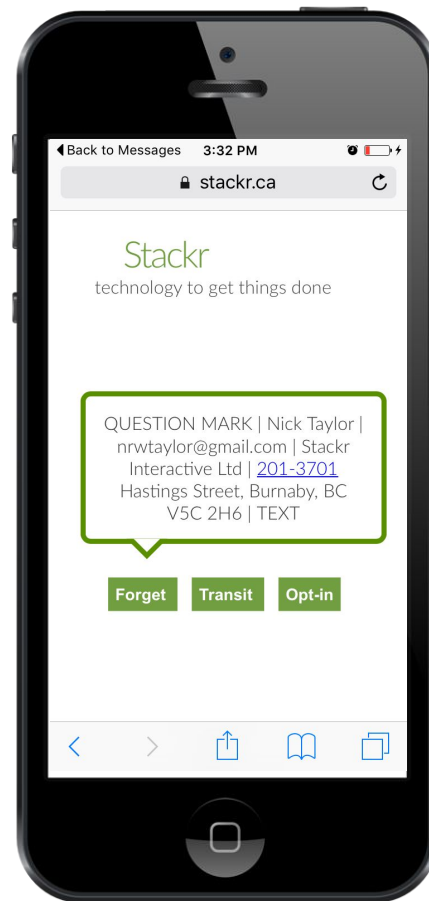 Back to Messages 3:32 PM
stackr.ca
Stackr
technology to get things done
QUESTION MARK | Nick Taylor |
nrwtaylor@gmail.com | Stackr
Interactive Ltd | 201-3701
Hastings Street, Burnaby, BC
V5C 2H6 | TEXT
Forget Transit Opt-in